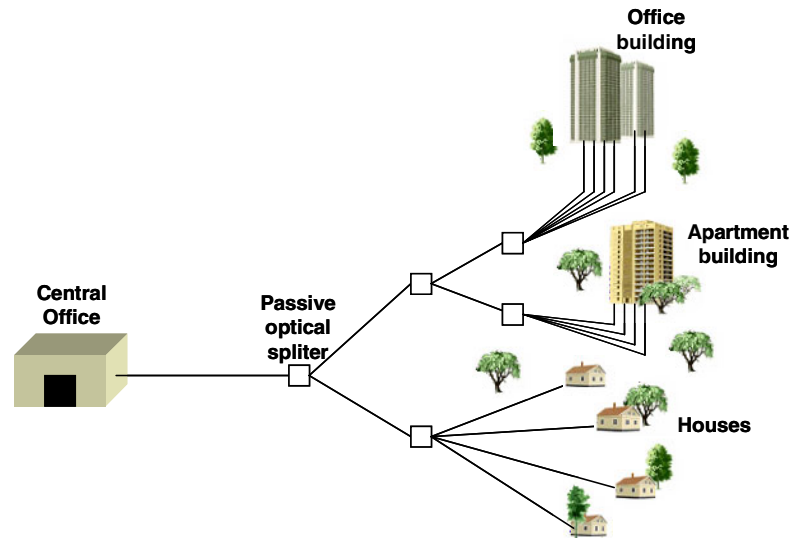 Office
building
Apartment
building
Central
Office
Passive
optical
spliter
Houses